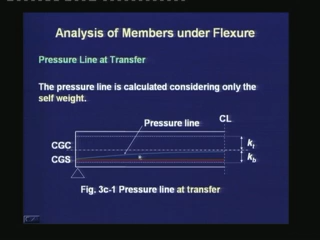 Analysis of Members under Flexure
Pressure Line at Transfer
The pressure line is calculated considering only the
self weight.
Pressure line
CL
CGC
CGS
kt
kb
Fig. 3c-1 Pressure line at transfer